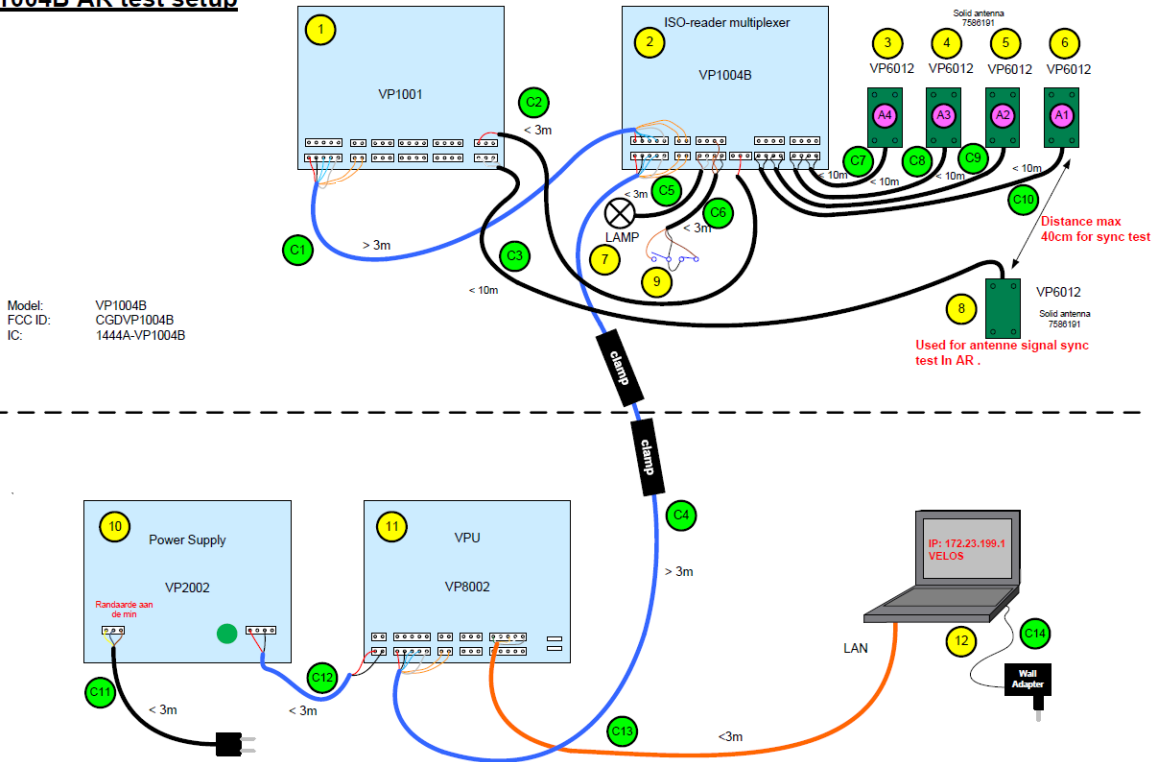 1004B AR test setup
1
VP1001
2
ISO-reader multiplexer
VP1004B
Solid antenna
7586191
3
4
5
6
VP6012
VP6012
VP6012
VP6012
A4
A3
A2
A1
C2
< 3m
C7
C8
C9
C10
< 10m
< 10m
< 10m
< 10m
C5
< 3m
C6
< 3m
LAMP
7
9
C1
> 3m
C3
< 10m
Distance max
40cm for sync test
8
VP6012
Solid antenna
7586191
Used for antenne signal sync
test In AR .
Model: VP1004B
FCC ID: CGDVP1004B
IC: 1444A-VP1004B
clamp
clamp
C4
> 3m
10
Power Supply
VP2002
Randaarde aan
de min
11
VPU
VP8002
IP: 172.23.199.1
VELOS
12
C14
Wall
Adapter
LAN
C11
< 3m
C12
< 3m
C13
<3m